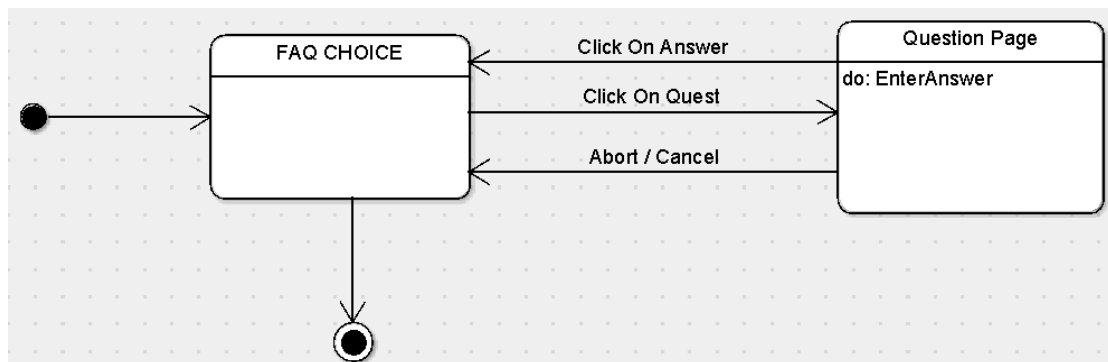 FAQ CHOICE
Click On Answer
Question Page
do: EnterAnswer
Click On Quest
Abort / Cancel